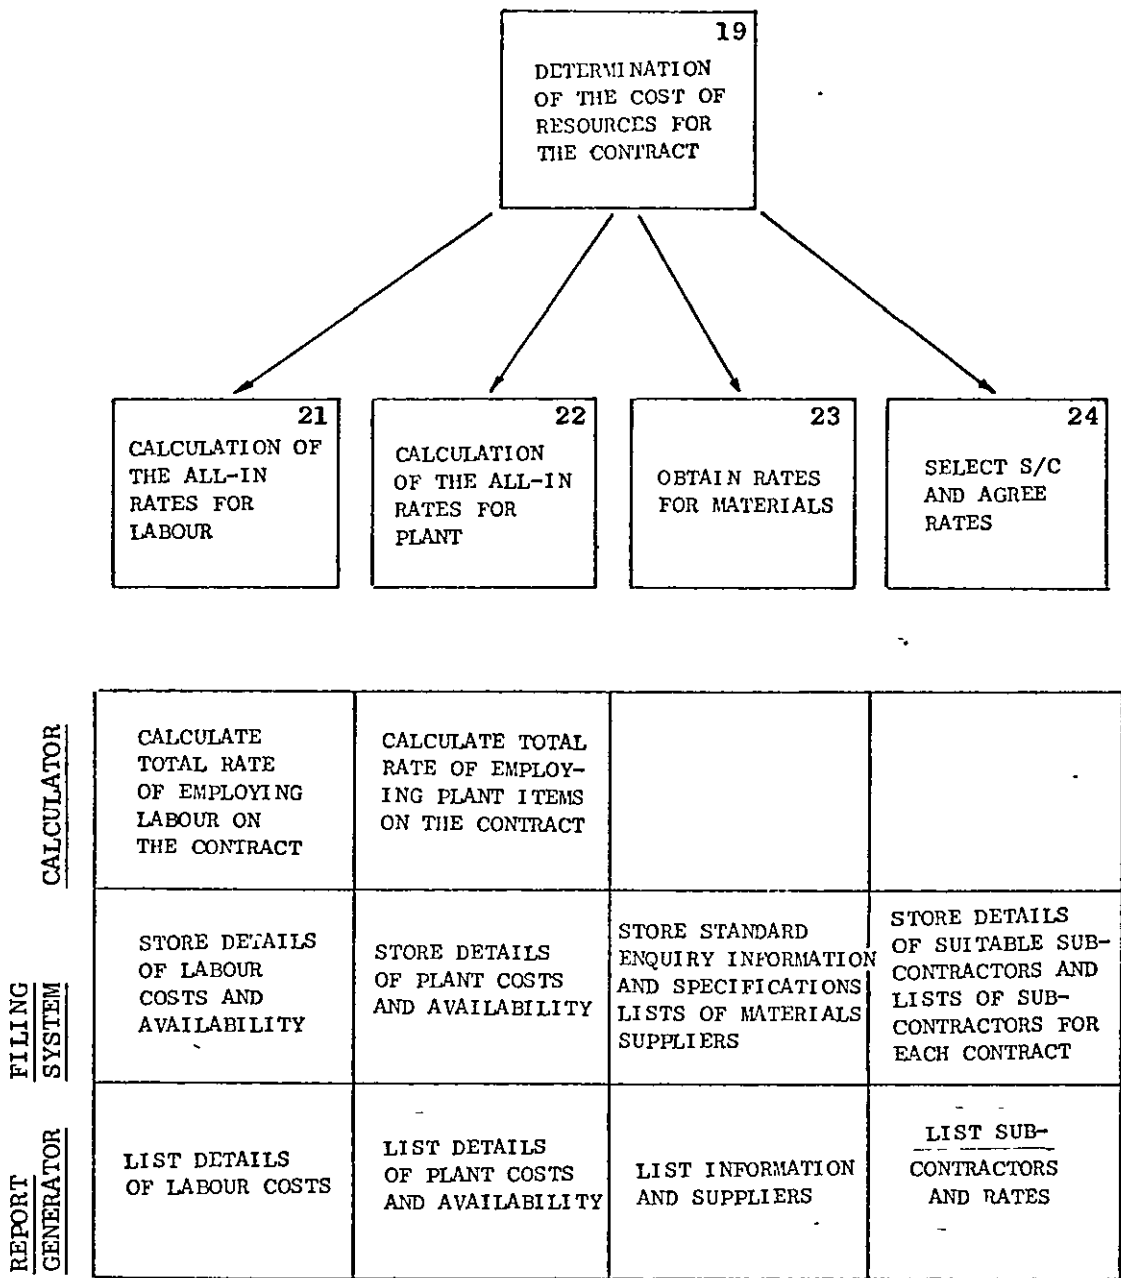 19
DETERMINATION
OF THE COST OF
RESOURCES FOR
THE CONTRACT
21
CALCULATION OF
THE ALL-IN
RATES FOR
LABOUR
22
CALCULATION
OF THE ALL-IN
RATES FOR
PLANT
23
OBTAIN RATES
FOR MATERIALS
24
SELECT S/C
AND AGREE
RATES
CALCULATOR
CALCULATE
TOTAL RATE
OF EMPLOYING
LABOUR ON
THE CONTRACT
CALCULATE TOTAL
RATE OF EMPLOY-
ING PLANT ITEMS
ON THE CONTRACT
FILING
SYSTEM
STORE DETAILS
OF LABOUR
COSTS AND
AVAILABILITY
STORE DETAILS
OF PLANT COSTS
AND AVAILABILITY
STORE STANDARD
ENQUIRY INFORMATION
AND SPECIFICATIONS
LISTS OF MATERIALS
SUPPLIERS
STORE DETAILS
OF SUITABLE SUB-
CONTRACTORS AND
LISTS OF SUB-
CONTRACTORS FOR
EACH CONTRACT
REPORT
GENERATOR
LIST DETAILS
OF LABOUR COSTS
LIST DETAILS
OF PLANT COSTS
AND AVAILABILITY
LIST INFORMATION
AND SUPPLIERS
LIST SUB-
CONTRACTORS
AND RATES